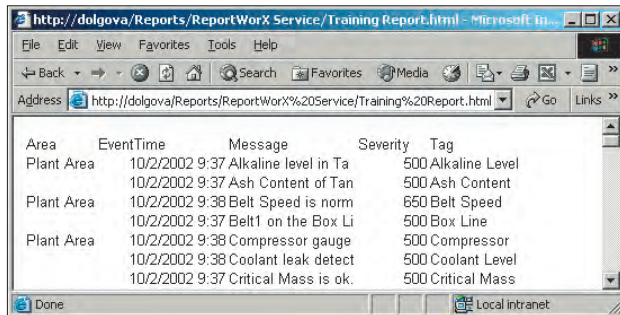 http://dolgova/Reports/ReportWorX Service/Training Report.html - Microsoft In...
File Edit View Favorites Tools Help
Back Search Favorites Media »
Address http://dolgova/Reports/ReportWorX%20Service/Training%20Report.html Go Links »
Area EventTime Message Severity Tag
Plant Area 10/2/2002 9:37 Alkaline level in Ta 500 Alkaline Level
10/2/2002 9:37 Ash Content of Tan 500 Ash Content
Plant Area 10/2/2002 9:38 Belt Speed is norm 650 Belt Speed
10/2/2002 9:37 Belt1 on the Box Li 500 Box Line
Plant Area 10/2/2002 9:38 Compressor gauge 500 Compressor
10/2/2002 9:38 Coolant leak detect 500 Coolant Level
10/2/2002 9:37 Critical Mass is ok. 500 Critical Mass
Done Local intranet